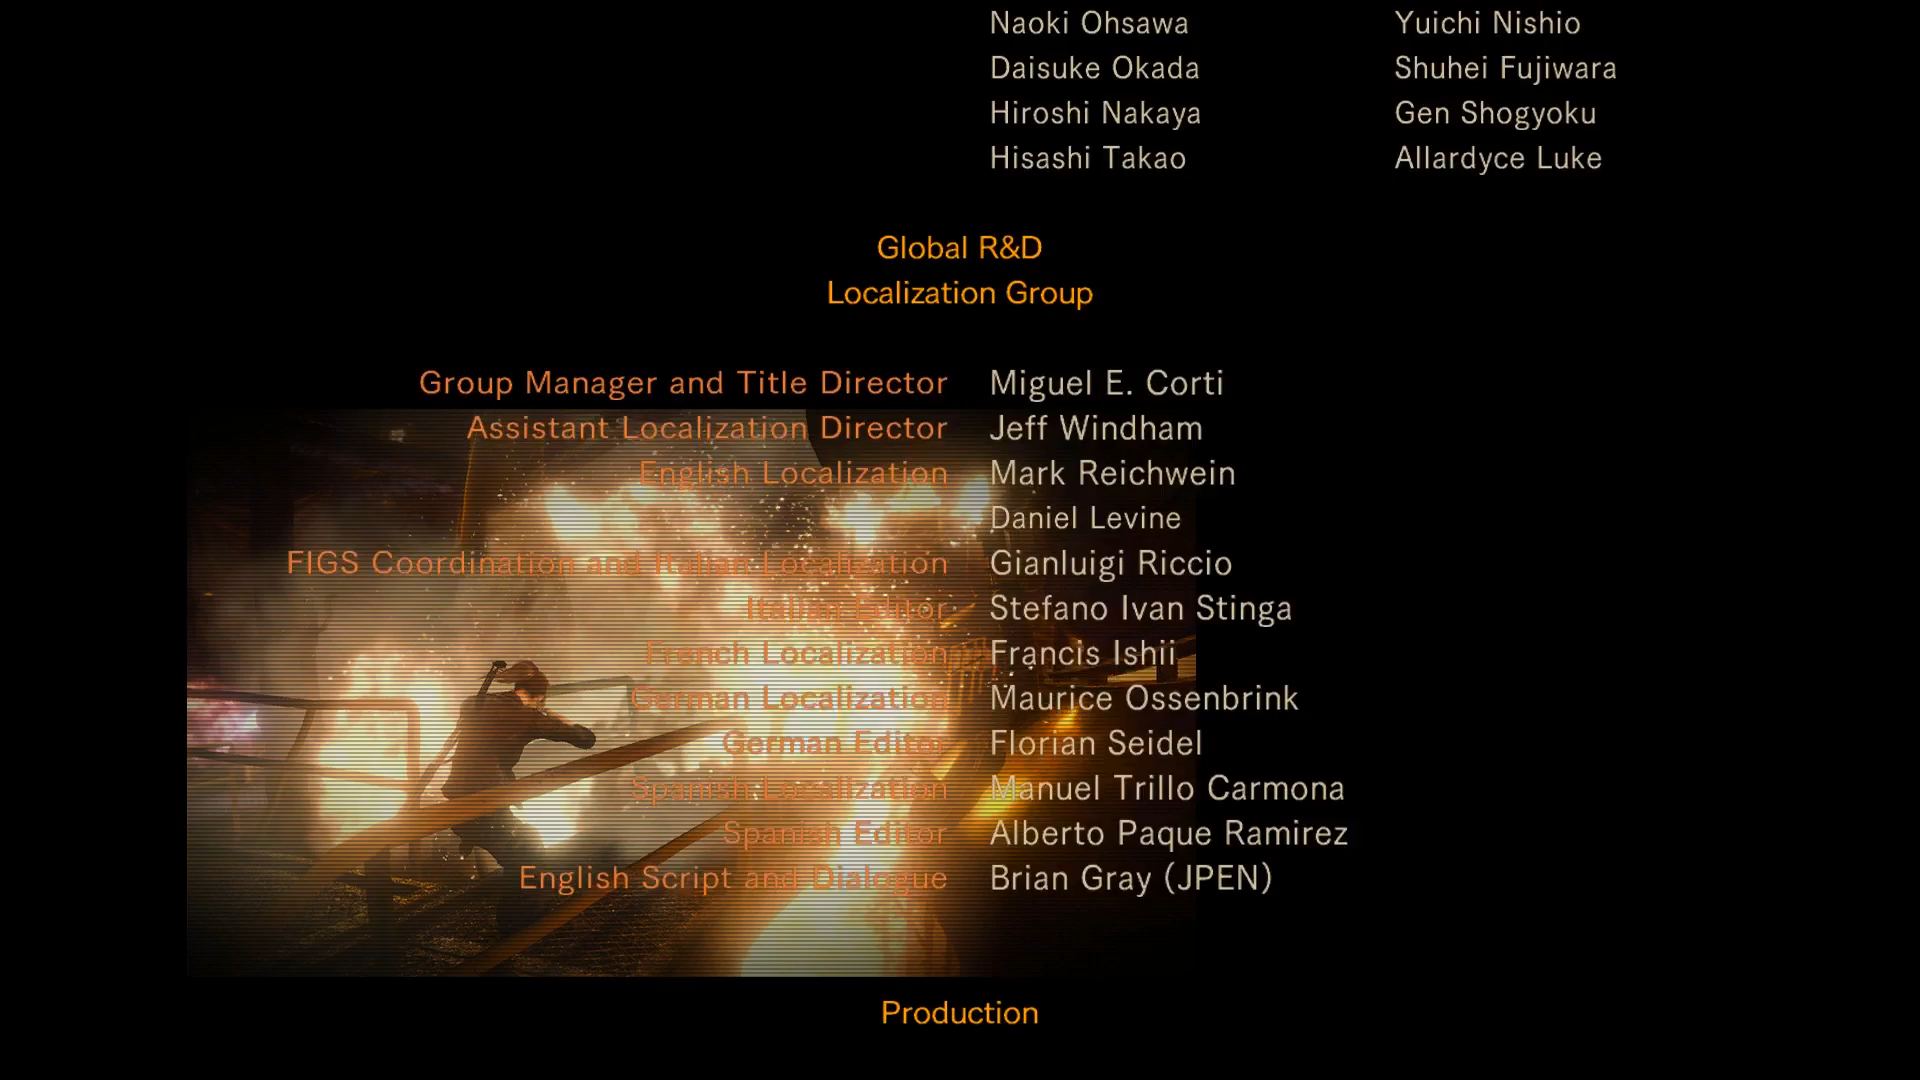 Naoki Ohsawa Yuichi Nishio
Daisuke Okada Shuhei Fujiwara
Hiroshi Nakaya Gen Shogyoku
Hisashi Takao Allardyce Luke
Global R&D
Localization Group
Group Manager and Title Director Miguel E. Corti
Assistant Localization Director Jeff Windham
English Localization Mark Reichwein
Daniel Levine
FIGS Coordination and Italian Localization Gianluigi Riccio
Italian Editor Stefano Ivan Stinga
French Localization Francis Ishii
German Localization Maurice Ossenbrink
German Editor Florian Seidel
Spanish Localization Manuel Trillo Carmona
Spanish Editor Alberto Paque Ramirez
English Script and Dialogue Brian Gray (JPEN)
Production